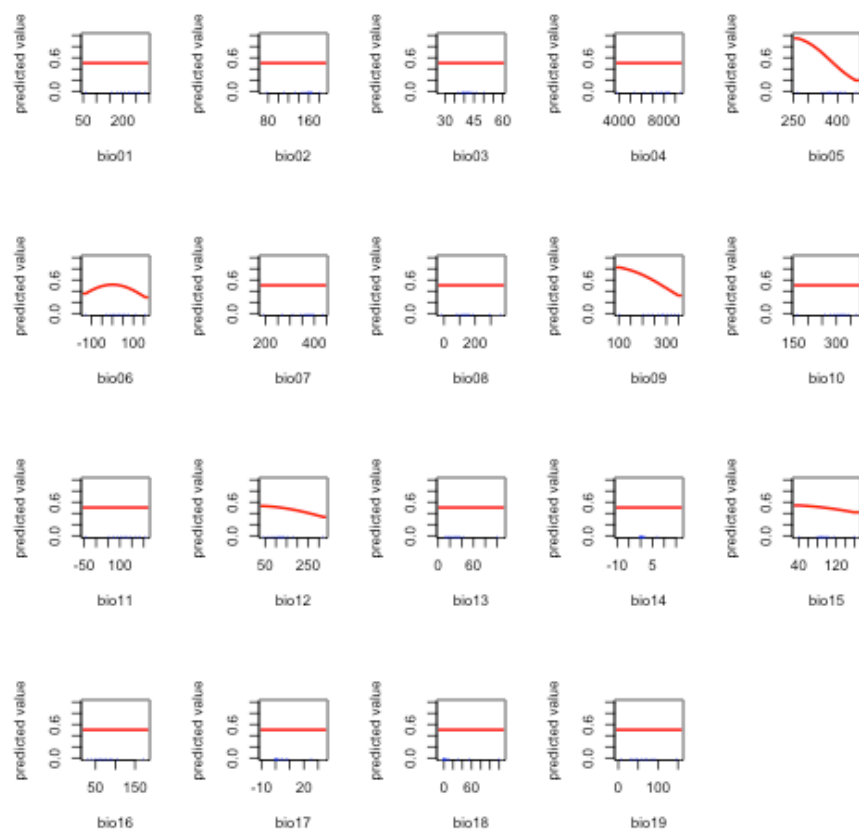 predicted value 0.0 0.6 50 200 bio01
predicted value 0.0 0.6 80 160 bio02
predicted value 0.0 0.6 30 45 60 bio03
predicted value 0.0 0.6 4000 8000 bio04
predicted value 0.0 0.6 250 400 bio05
predicted value 0.0 0.6 -100 100 bio06
predicted value 0.0 0.6 200 400 bio07
predicted value 0.0 0.6 0 200 bio08
predicted value 0.0 0.6 100 300 bio09
predicted value 0.0 0.6 150 300 bio10
predicted value 0.0 0.6 -50 100 bio11
predicted value 0.0 0.6 50 250 bio12
predicted value 0.0 0.6 0 60 bio13
predicted value 0.0 0.6 -10 5 bio14
predicted value 0.0 0.6 40 120 bio15
predicted value 0.0 0.6 50 150 bio16
predicted value 0.0 0.6 -10 20 bio17
predicted value 0.0 0.6 0 60 bio18
predicted value 0.0 0.6 0 100 bio19